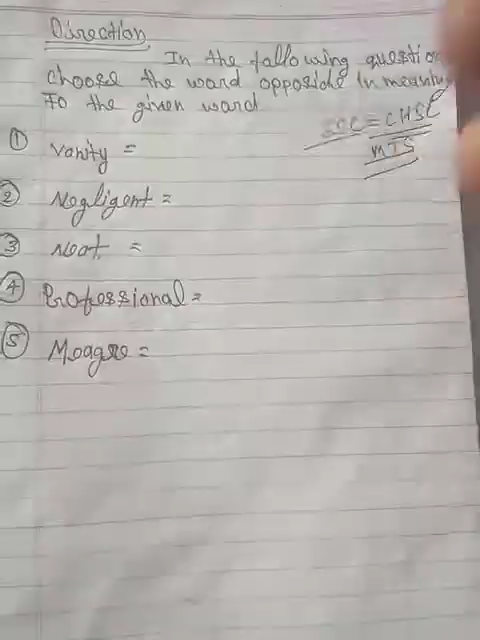 Direction
In the following question
choose the word opposide in meaning
To the given word
SSC = CHSL
MTS
① Vanity =
② Negligent =
③ Neat =
④ Professional =
⑤ Meagre =